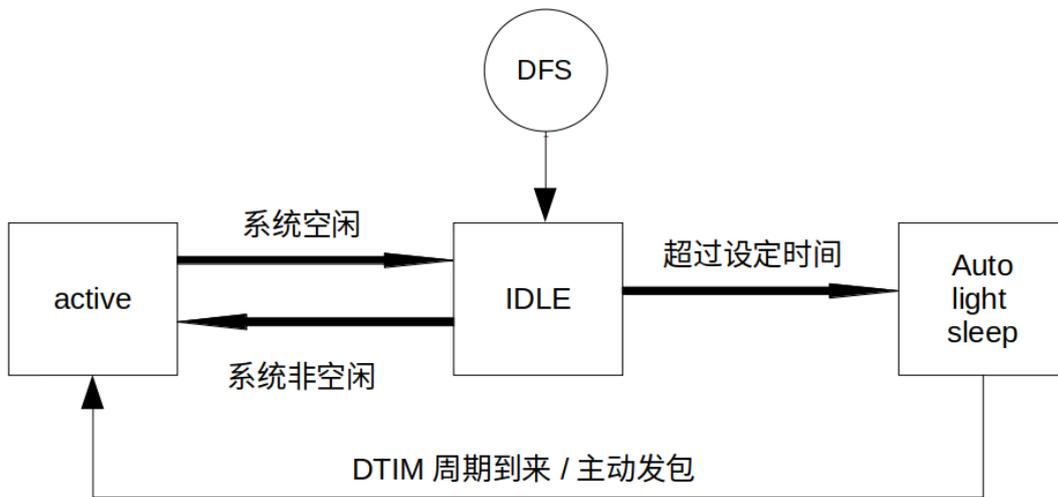 DFS
系统空闲
超过设定时间
active
IDLE
Auto
light
sleep
系统非空闲
DTIM 周期到来 / 主动发包